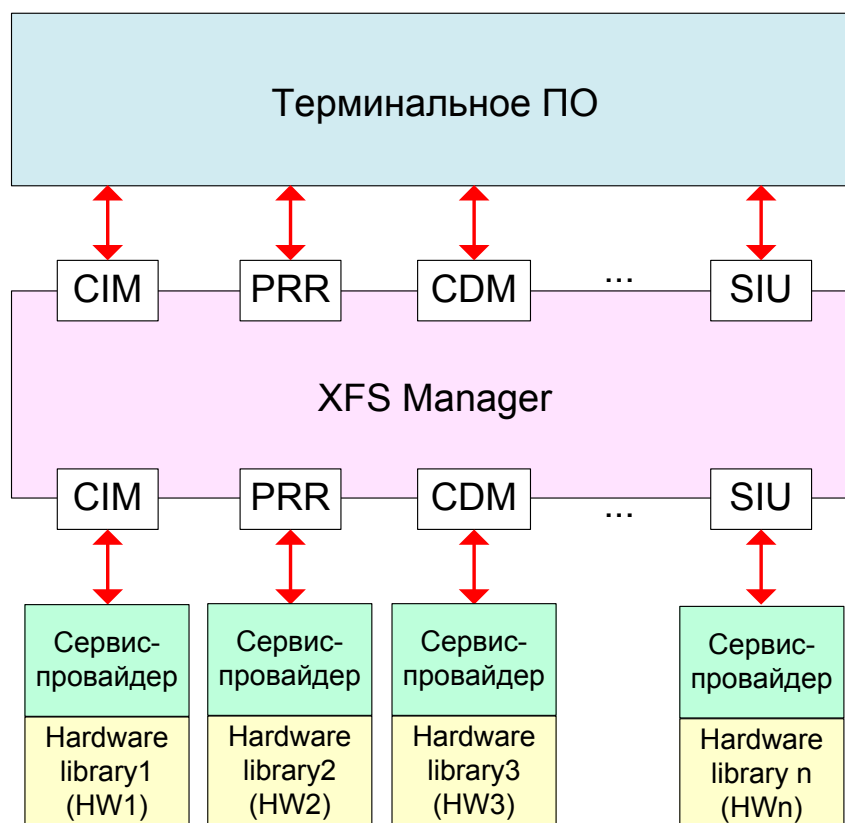 Терминальное ПО
CIM PRR CDM ... SIU
XFS Manager
CIM PRR CDM ... SIU
Сервис-
провайдер
Hardware
library1
(HW1)
Сервис-
провайдер
Hardware
library2
(HW2)
Сервис-
провайдер
Hardware
library3
(HW3)
Сервис-
провайдер
Hardware
library n
(HWn)